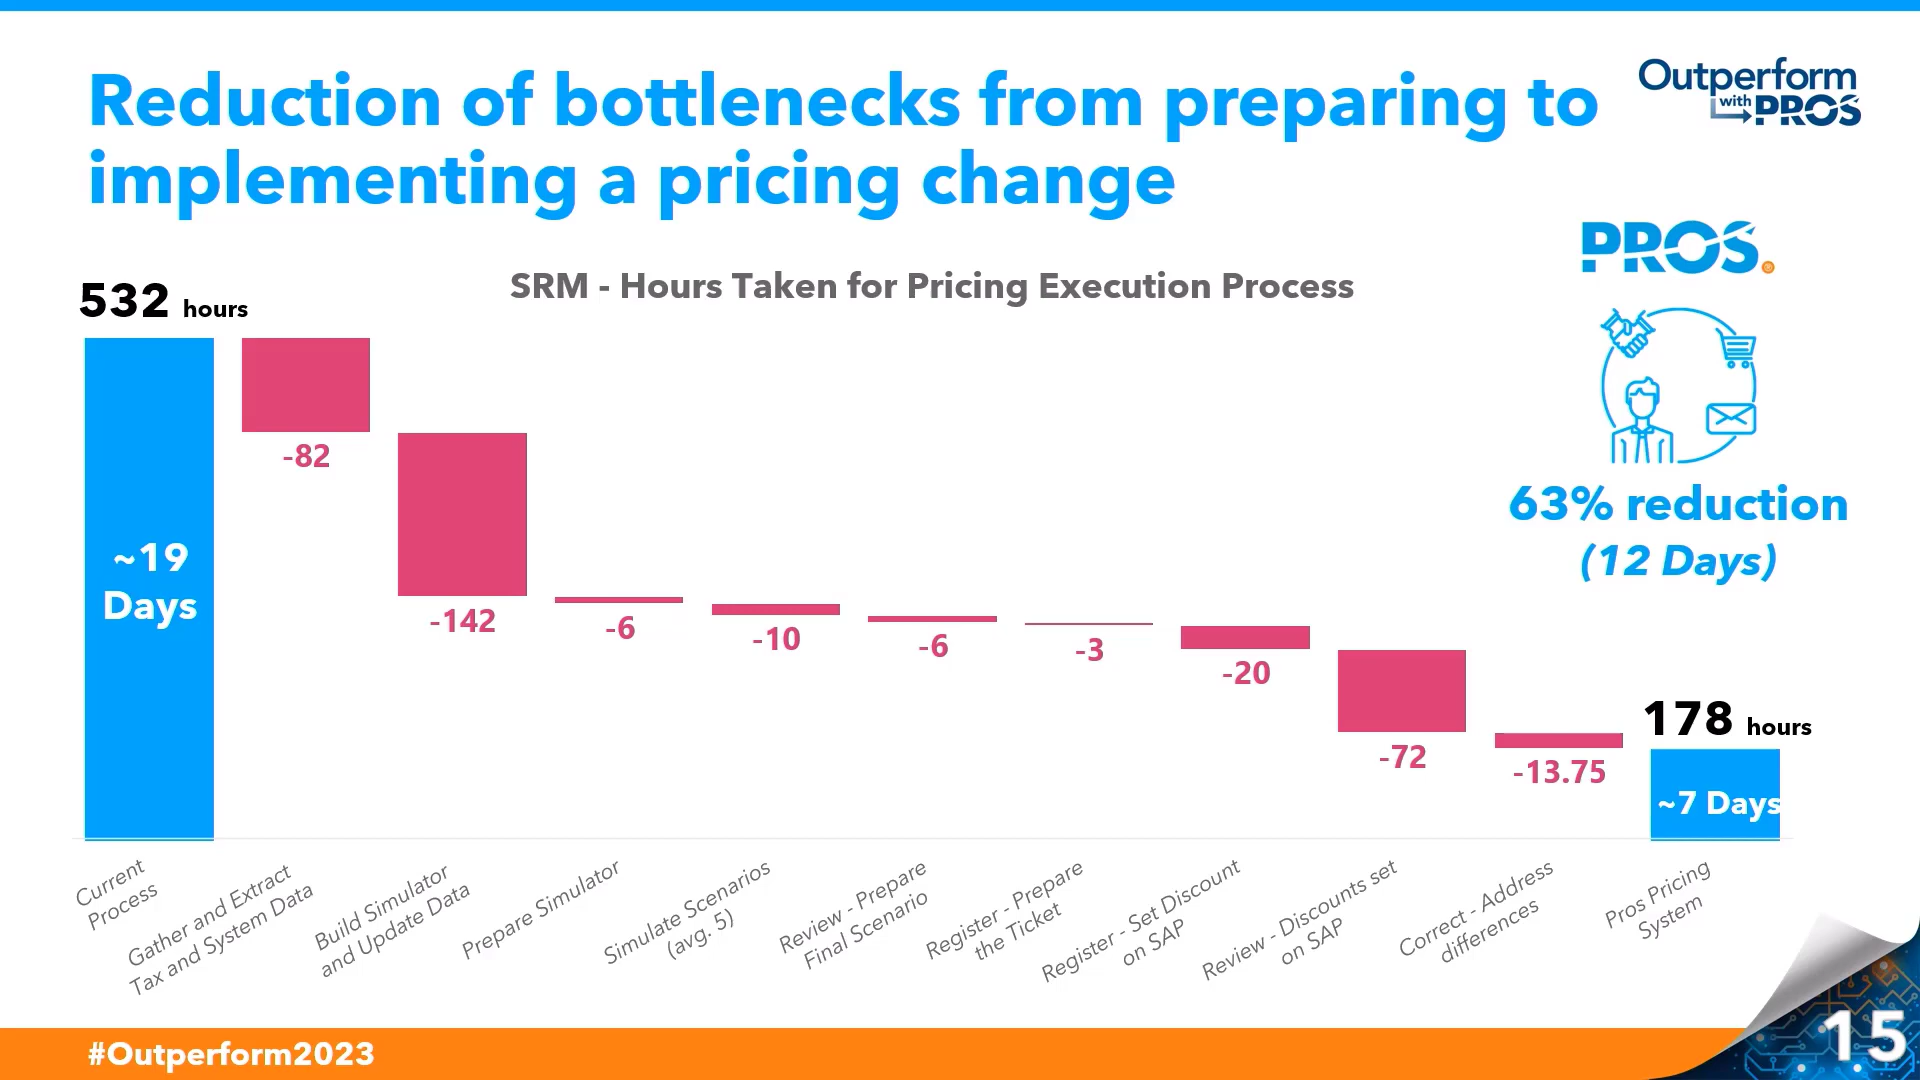 Reduction of bottlenecks from preparing to
implementing a pricing change
Outperform
with PROS
PROS
SRM - Hours Taken for Pricing Execution Process
532 hours
~19
Days
-82
-142
-6
-10
-6
-3
-20
-72
-13.75
178 hours
~7 Days
63% reduction
(12 Days)
Current
Process
Gather and Extract
Tax and System Data
Build Simulator
and Update Data
Prepare Simulator
Simulate Scenarios
(avg. 5)
Review - Prepare
Final Scenario
Register - Prepare
the Ticket
Register - Set Discount
on SAP
Review - Discounts set
on SAP
Correct - Address
differences
Pros Pricing
System
#Outperform2023
15